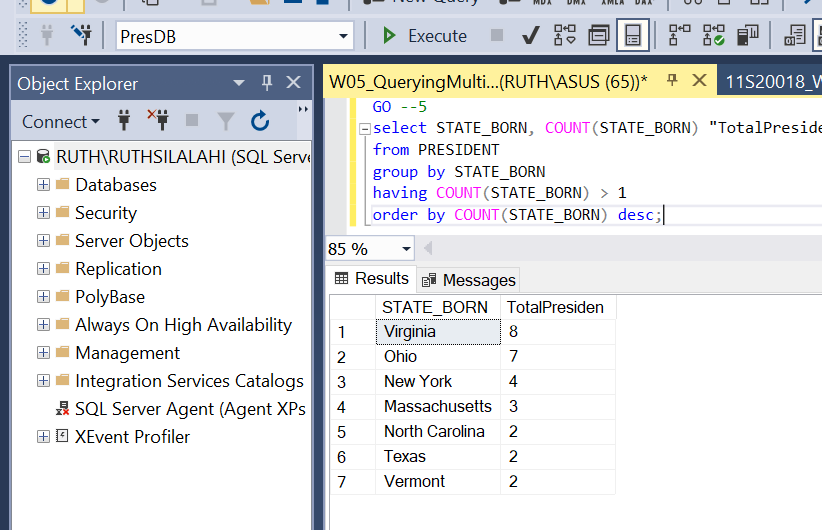 PresDB
Execute
Object Explorer
Connect
RUTH\RUTHSILALAHI (SQL Serve
Databases
Security
Server Objects
Replication
PolyBase
Always On High Availability
Management
Integration Services Catalogs
SQL Server Agent (Agent XPs
XEvent Profiler
W05_QueryingMulti...(RUTH\ASUS (65))*
11S20018_W
GO --5
select STATE_BORN, COUNT(STATE_BORN) "TotalPreside
from PRESIDENT
group by STATE_BORN
having COUNT(STATE_BORN) > 1
order by COUNT(STATE_BORN) desc;
85 %
Results Messages
STATE_BORN TotalPresiden
1 Virginia 8
2 Ohio 7
3 New York 4
4 Massachusetts 3
5 North Carolina 2
6 Texas 2
7 Vermont 2